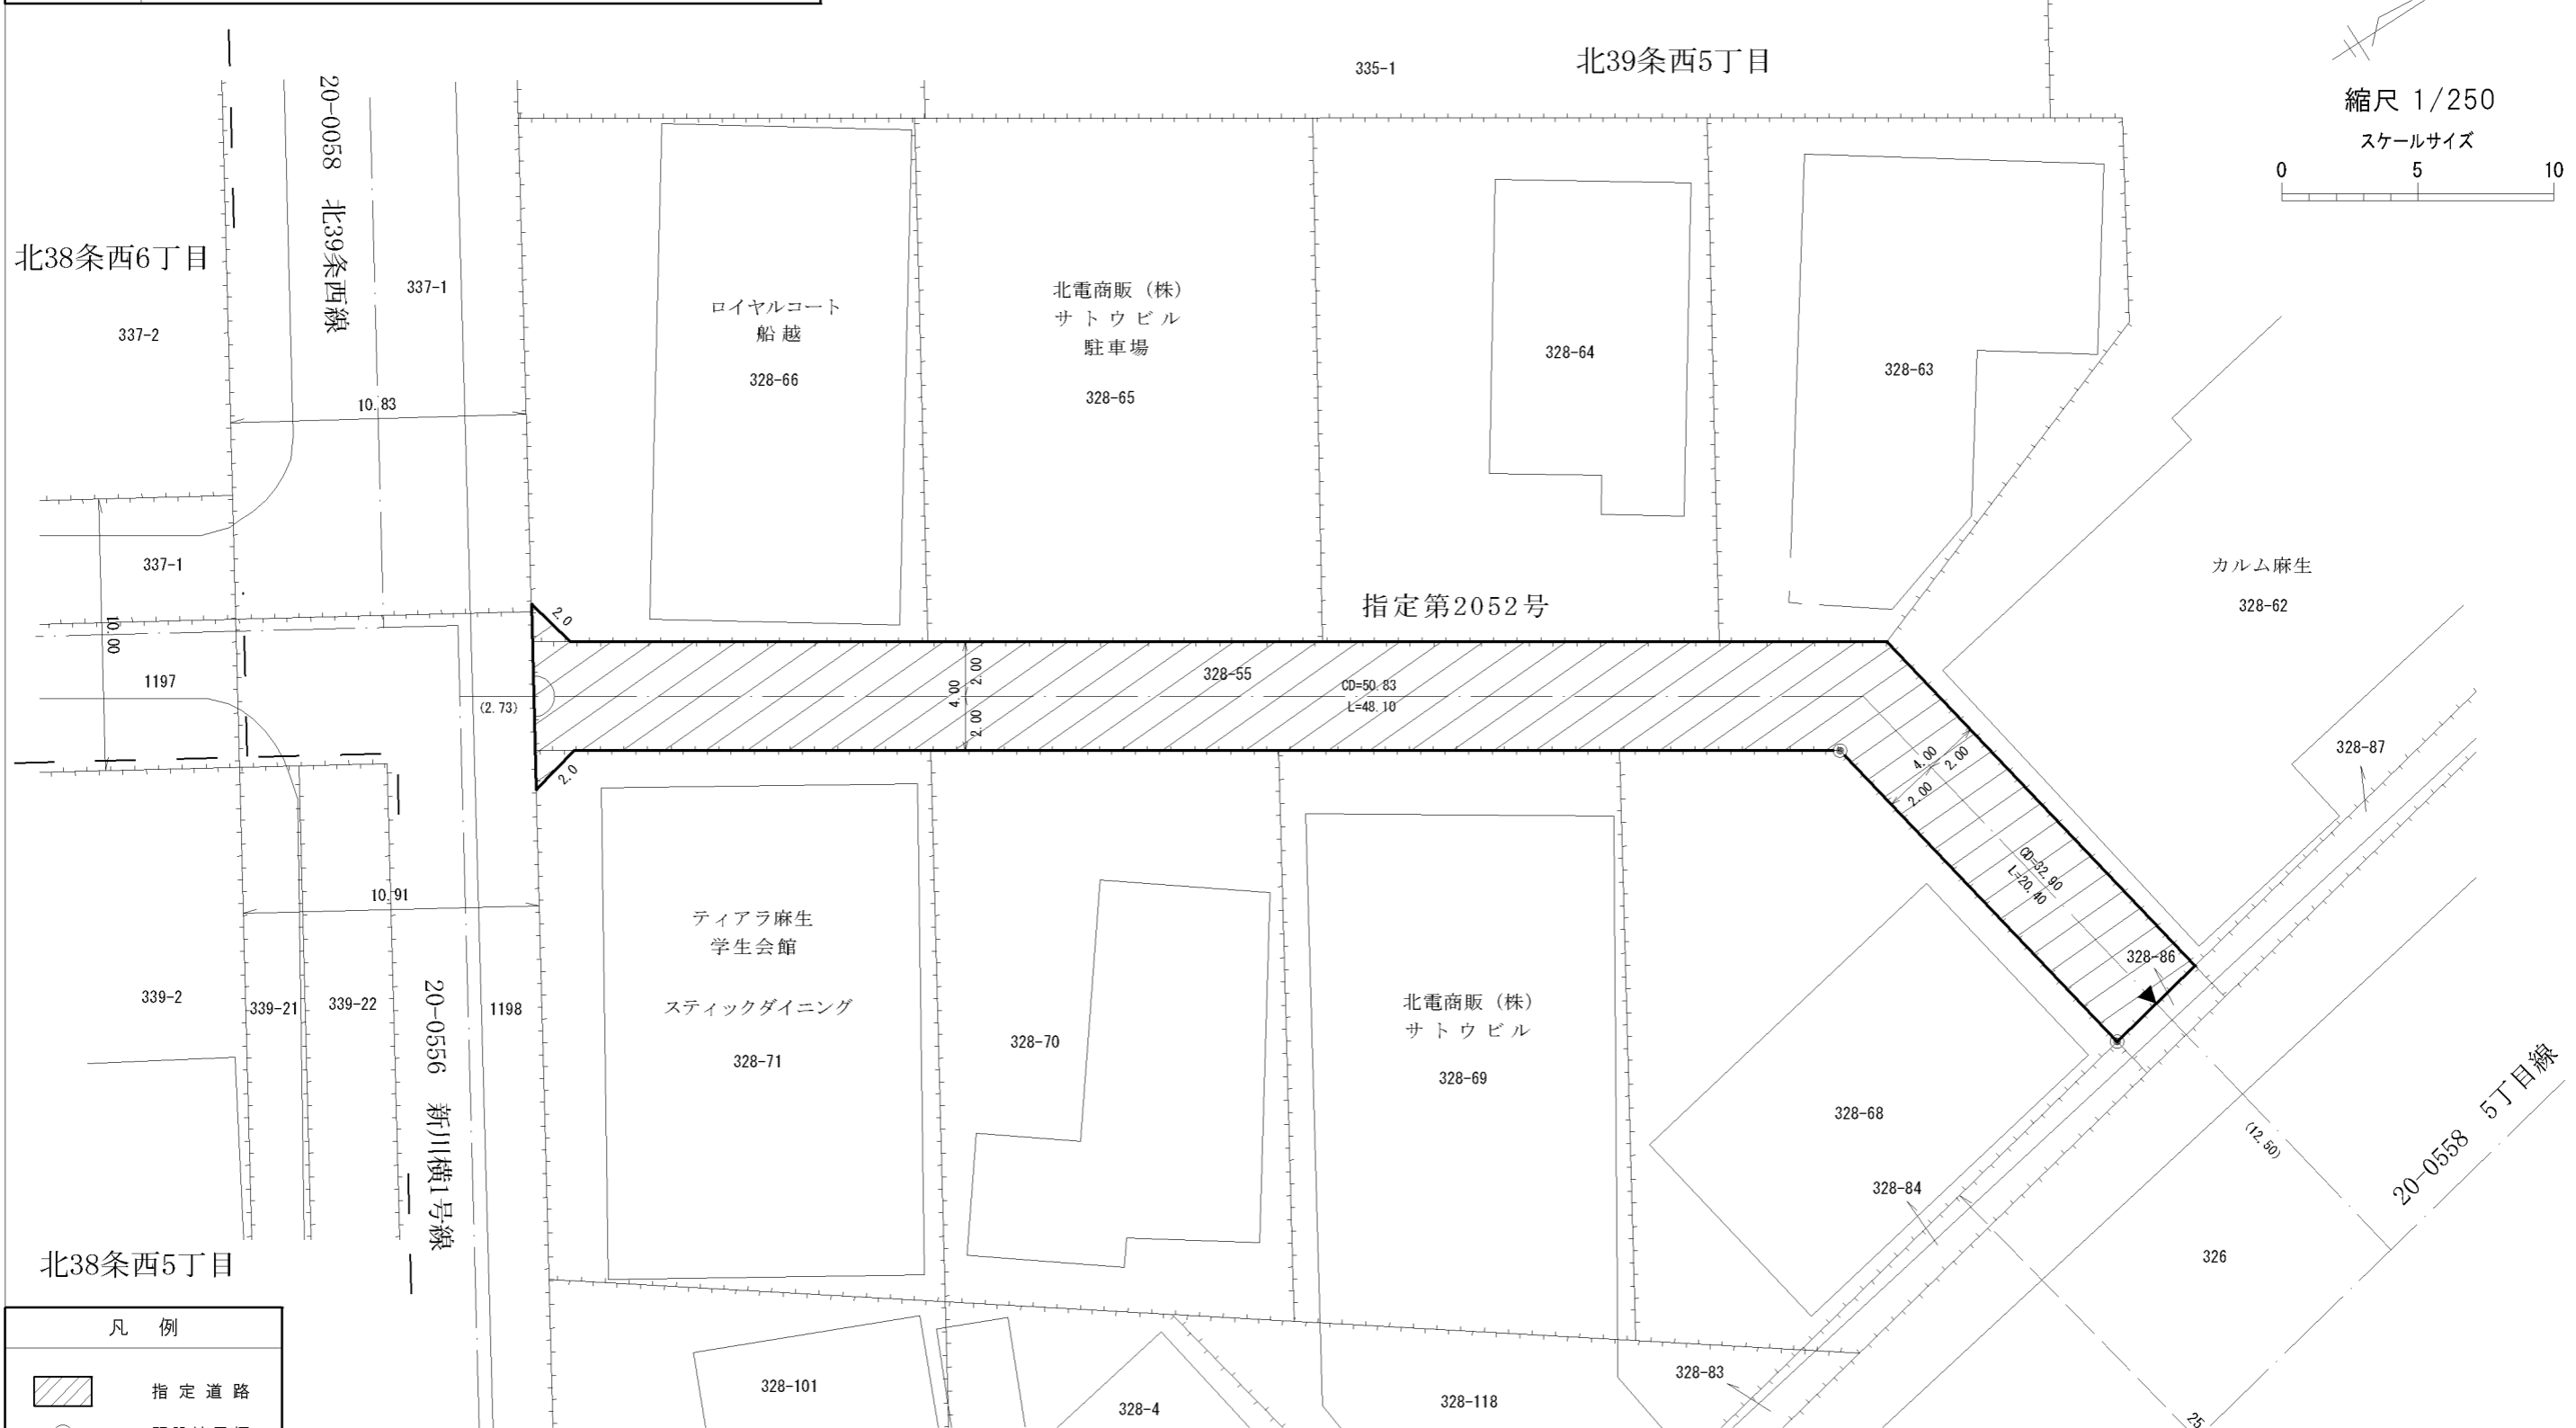 335-1
北39条西5丁目
縮尺 1/250
スケールサイズ
0 5 10
20-0058 北39条西線
北38条西6丁目
337-1
337-2
10.83
ロイヤルコート
船越
328-66
北電商販（株）
サトウビル
駐車場
328-65
328-64
328-63
カルム麻生
328-62
337-1
10.00
1197
指定第2052号
2.0
328-55
CD=50.83
L=48.10
4.00
2.00
2.00
(2.73)
2.0
4.00
2.00
2.00
CD=32.90
L=20.40
328-87
328-86
10.91
ティアラ麻生
学生会館
スティックダイニング
328-71
328-70
北電商販（株）
サトウビル
328-69
328-68
328-84
339-2
339-21
339-22
20-0556 新川横1号線
1198
(12.50)
20-0558 5丁目線
326
25
北38条西5丁目
凡例
指定道路
328-101
328-4
328-118
328-83